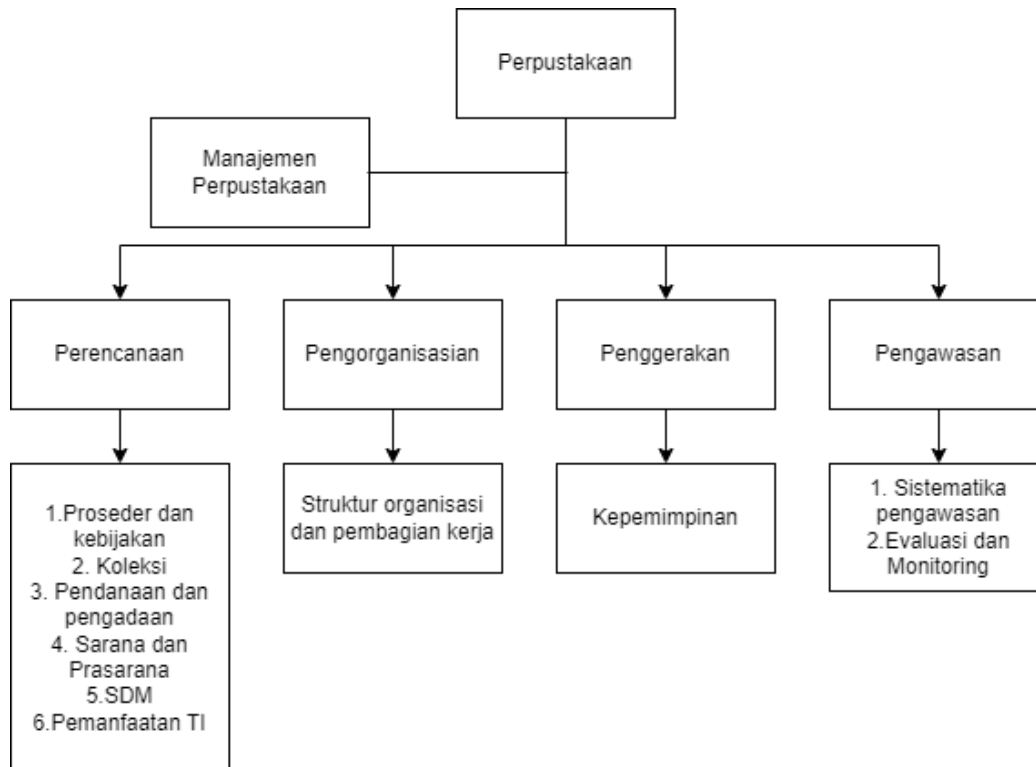 Perpustakaan
Manajemen
Perpustakaan
Perencanaan
Pengorganisasian
Penggerakan
Pengawasan
1.Proseder dan
kebijakan
2. Koleksi
3. Pendanaan dan
pengadaan
4. Sarana dan
Prasarana
5.SDM
6.Pemanfaatan TI
Struktur organisasi
dan pembagian kerja
Kepemimpinan
1. Sistematika
pengawasan
2.Evaluasi dan
Monitoring